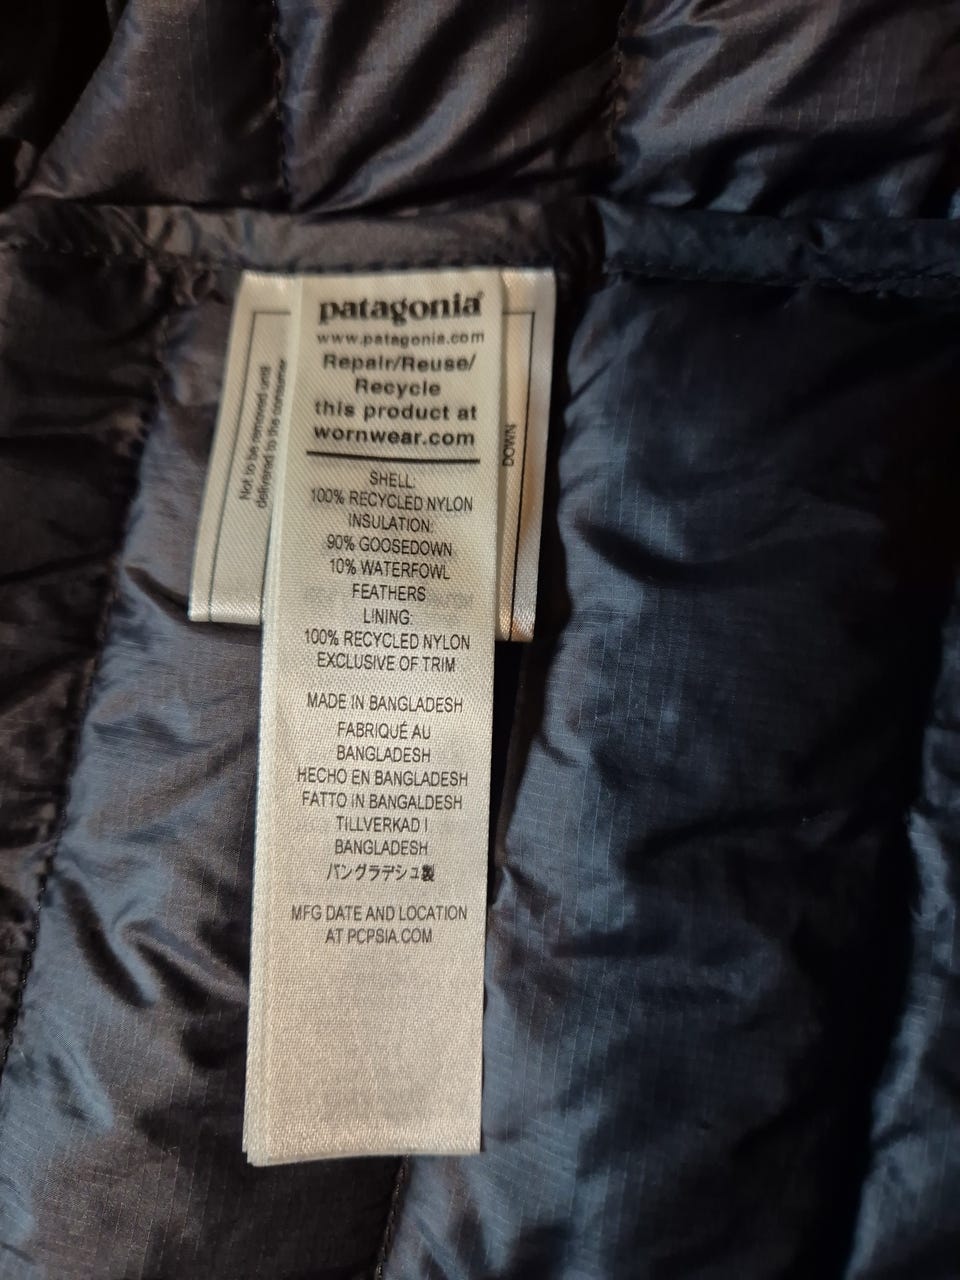 patagonia®
www.patagonia.com
Repair/Reuse/
Recycle
this product at
wornwear.com
SHELL:
100% RECYCLED NYLON
INSULATION:
90% GOOSEDOWN
10% WATERFOWL
FEATHERS
LINING:
100% RECYCLED NYLON
EXCLUSIVE OF TRIM
MADE IN BANGLADESH
FABRIQUÉ AU
BANGLADESH
HECHO EN BANGLADESH
FATTO IN BANGALDESH
TILLVERKAD I
BANGLADESH
バングラデシュ製
MFG DATE AND LOCATION
AT PCPSIA.COM
Not to be removed until
delivered to the consumer
DOWN